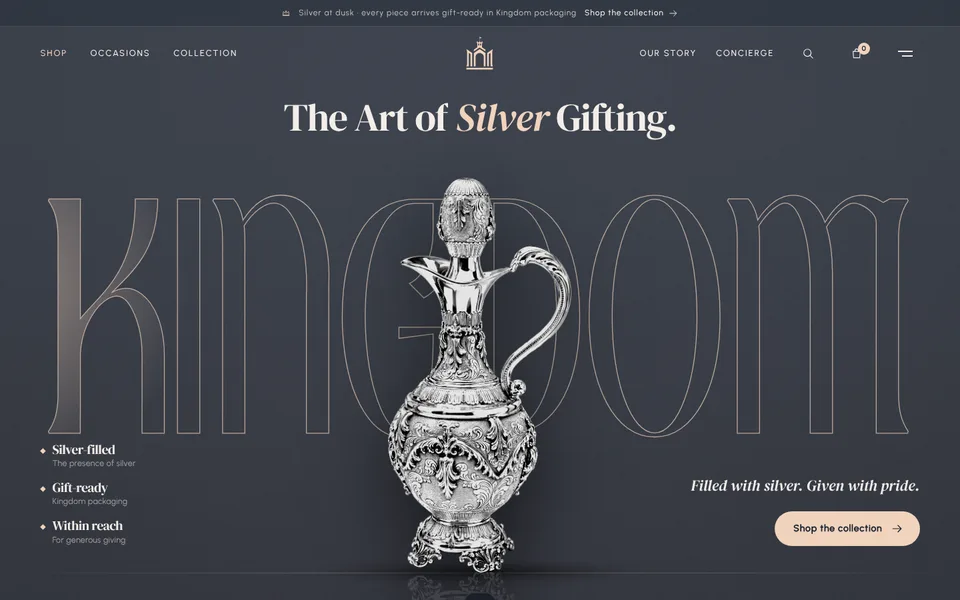 Silver at dusk · every piece arrives gift-ready in Kingdom packaging Shop the collection →
SHOP OCCASIONS COLLECTION OUR STORY CONCIERGE 0
The Art of Silver Gifting.
KINGDOM
Silver-filled
The presence of silver
Gift-ready
Kingdom packaging
Within reach
For generous giving
Filled with silver. Given with pride.
Shop the collection →